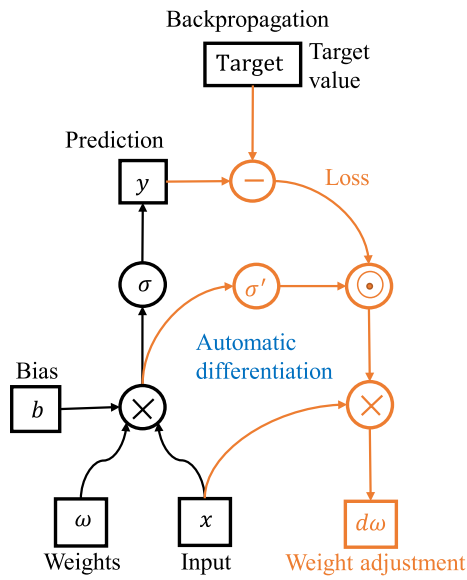 Backpropagation
Target
Target
value
Prediction
y
−
Loss
σ
σ′
⊙
Automatic
differentiation
Bias
b
×
×
ω
x
dω
Weights
Input
Weight adjustment